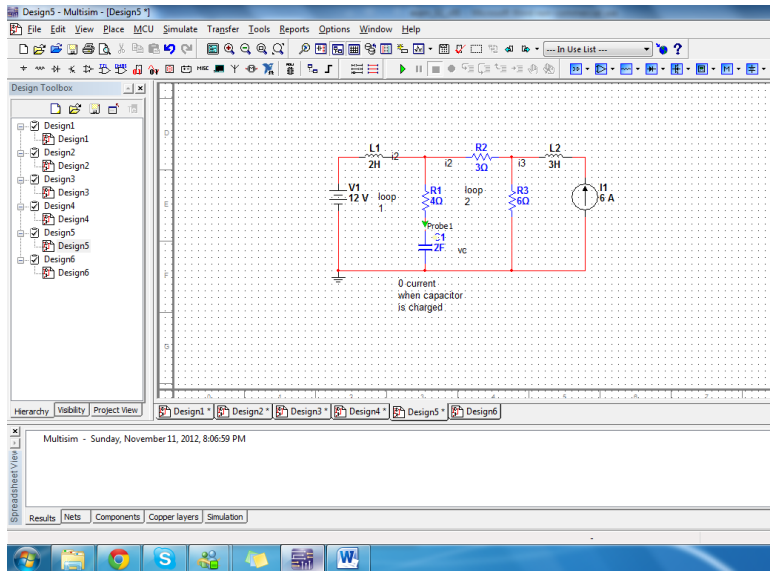 Design5 - Multisim - [Design5 *]
File Edit View Place MCU Simulate Transfer Tools Reports Options Window Help
--- In Use List ---
Design Toolbox
Design1
Design1
Design2
Design2
Design3
Design3
Design4
Design4
Design5
Design5
Design6
Design6
Hierarchy Visibility Project View
D
E
F
G
L1
2H
i2
i2
R2
3Ω
i3
L2
3H
V1
12 V
loop
1
R1
4Ω
loop
2
R3
6Ω
I1
6 A
Probe1
C1
2F
vc
0 current
when capacitor
is charged
Design1 * Design2 * Design3 * Design4 * Design5 * Design6
Multisim - Sunday, November 11, 2012, 8:06:59 PM
Spreadsheet View
Results Nets Components Copper layers Simulation